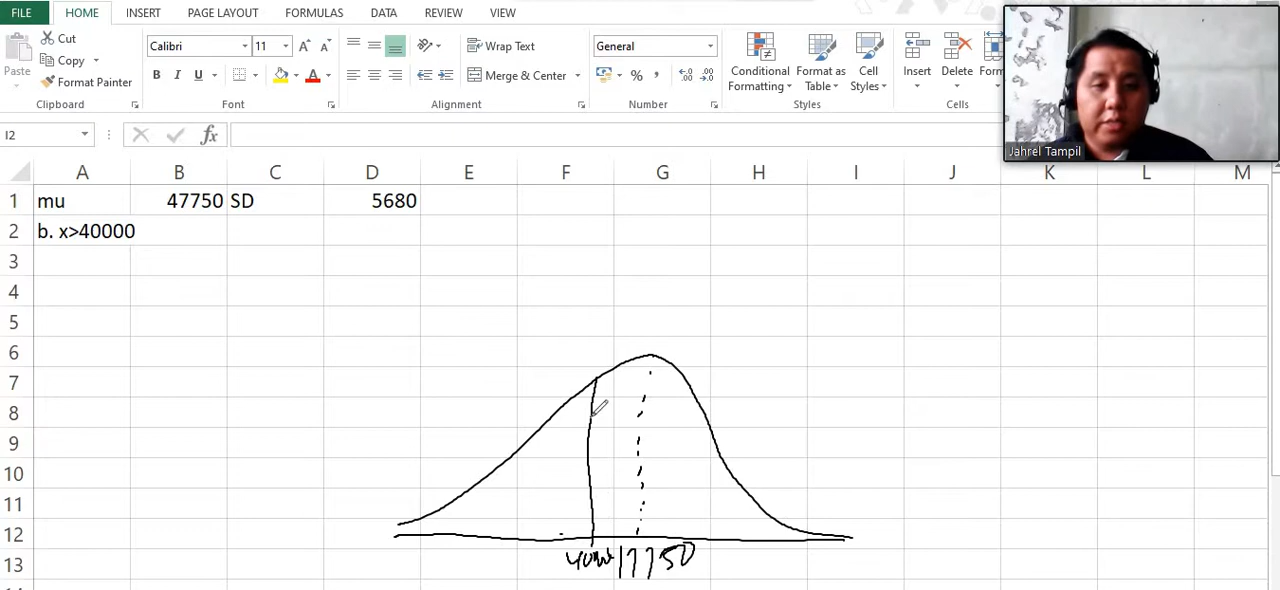 FILE HOME INSERT PAGE LAYOUT FORMULAS DATA REVIEW VIEW
Cut
Copy
Format Painter
Paste
Calibri 11
B I U
A A
Wrap Text
Merge & Center
General
% ,
Conditional Formatting
Format as Table
Cell Styles
Insert
Delete
Form
Clipboard
Font
Alignment
Number
Styles
Cells
Jahrel Tampil
I2 fx
A B C D E F G H I J K L M
1 mu 47750 SD 5680
2 b. x>40000
3
4
5
6
7
8
9
10
11
12
13